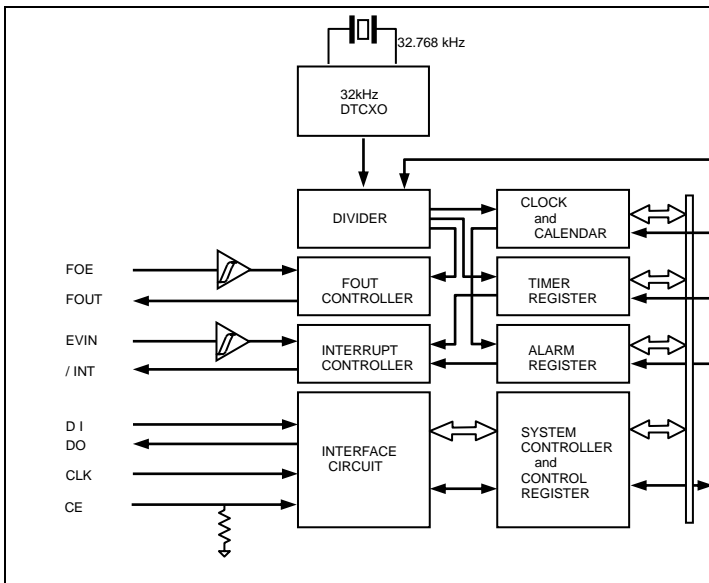 32.768 kHz
32kHz
DTCXO
DIVIDER
CLOCK
and
CALENDAR
FOE
FOUT
FOUT
CONTROLLER
TIMER
REGISTER
EVIN
/ INT
INTERRUPT
CONTROLLER
ALARM
REGISTER
D I
DO
CLK
CE
INTERFACE
CIRCUIT
SYSTEM
CONTROLLER
and
CONTROL
REGISTER